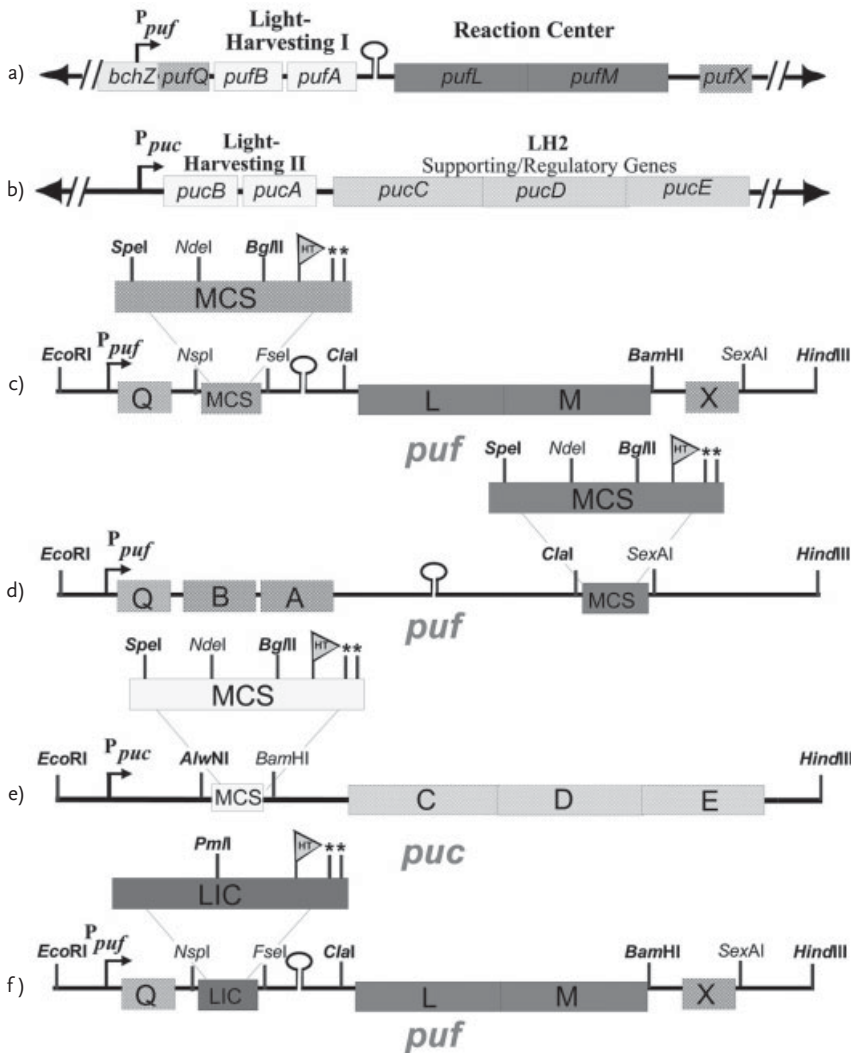 P puf
Light-
Harvesting I
Reaction Center
a)
bchZ pufQ pufB pufA pufL pufM pufX
P puc
Light-
Harvesting II
LH2
Supporting/Regulatory Genes
b)
pucB pucA pucC pucD pucE
SpeI NdeI BglII HT **
MCS
EcoRI P puf NspI FseI ClaI BamHI SexAI HindIII
c)
Q MCS L M X
puf
SpeI NdeI BglII HT **
MCS
EcoRI P puf ClaI SexAI HindIII
d)
Q B A MCS
puf
SpeI NdeI BglII HT **
MCS
EcoRI P puc AlwNI BamHI HindIII
e)
MCS C D E
puc
PmlI HT **
LIC
EcoRI P puf NspI FseI ClaI BamHI SexAI HindIII
f)
Q LIC L M X
puf